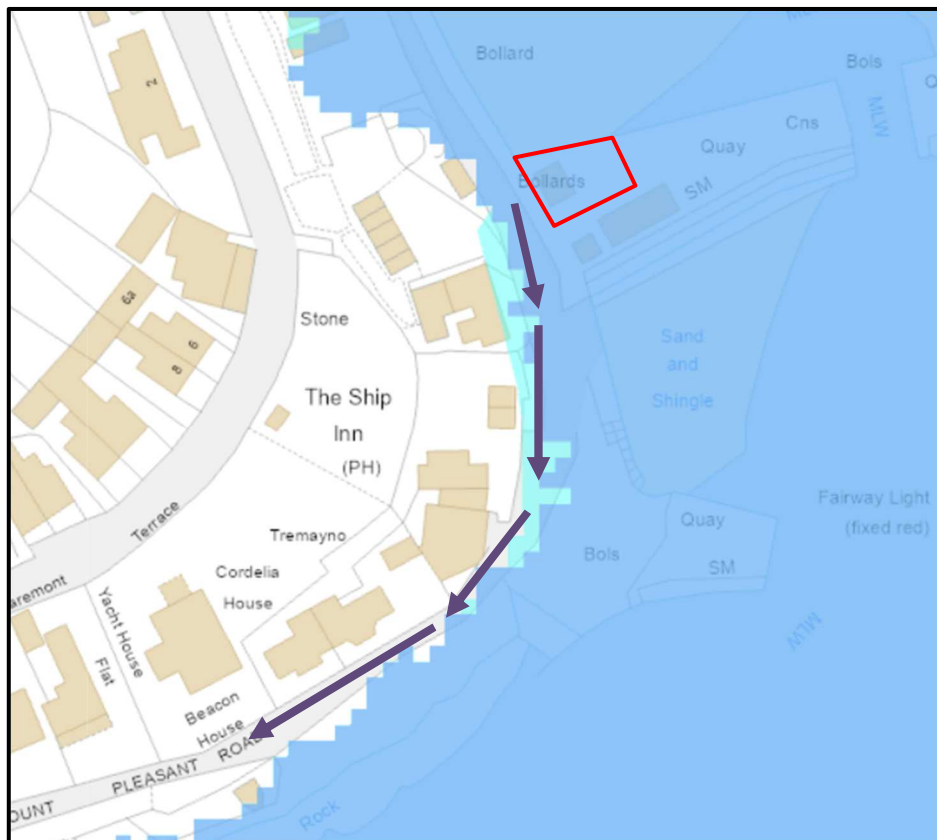 Bollard
Bols
MLW
2
Cns
Quay
Bollards
SM
6a
Stone
6
8
Sand
and
Shingle
The Ship
Inn
(PH)
Terrace
Tremayno
Cordelia
House
Fairway Light
(fixed red)
Quay
Bols
SM
MLW
Yacht House
Flat
Beacon
House
ROAD
PLEASANT
OUNT
Rock